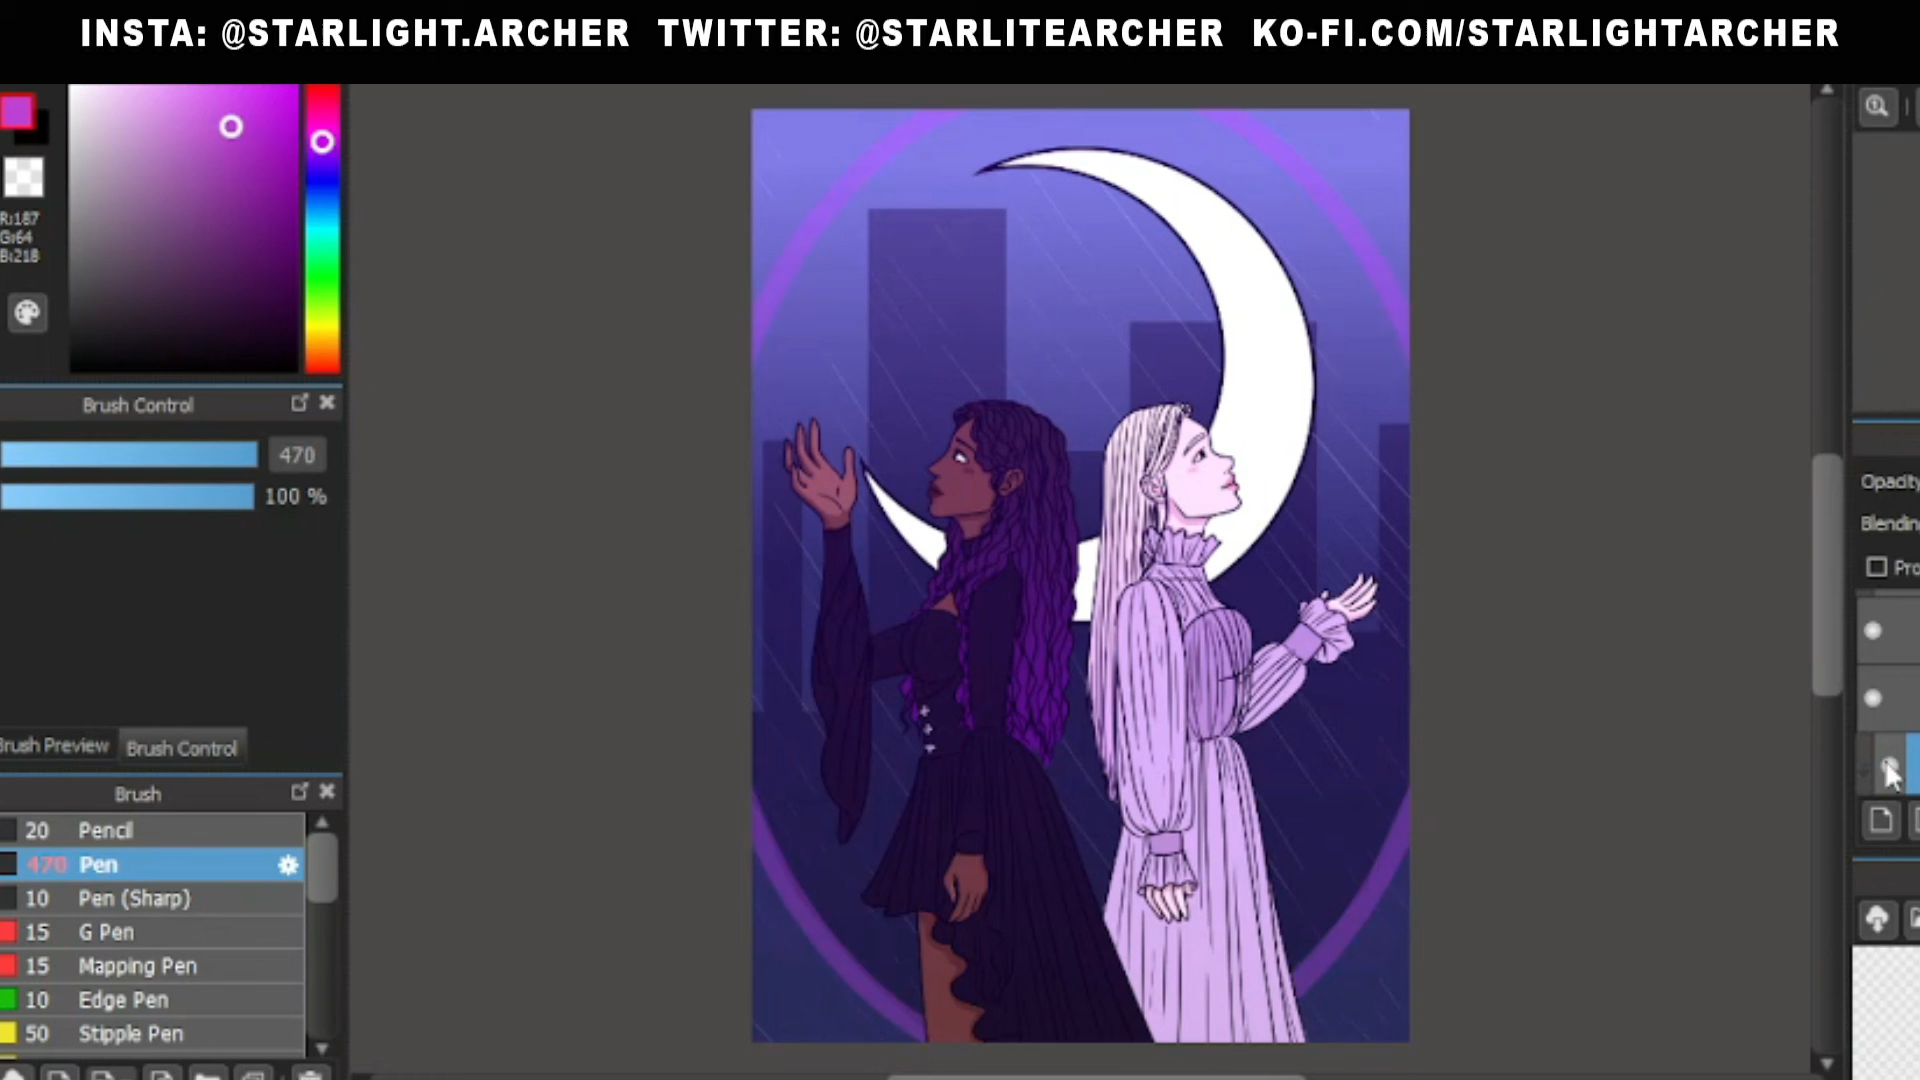 INSTA: @STARLIGHT.ARCHER TWITTER: @STARLITEARCHER KO-FI.COM/STARLIGHTARCHER
R:187
G:64
B:218
Brush Control
470
100 %
Brush Preview Brush Control
Brush
20 Pencil
470 Pen
10 Pen (Sharp)
15 G Pen
15 Mapping Pen
10 Edge Pen
50 Stipple Pen
Opacity
Blending
Pro